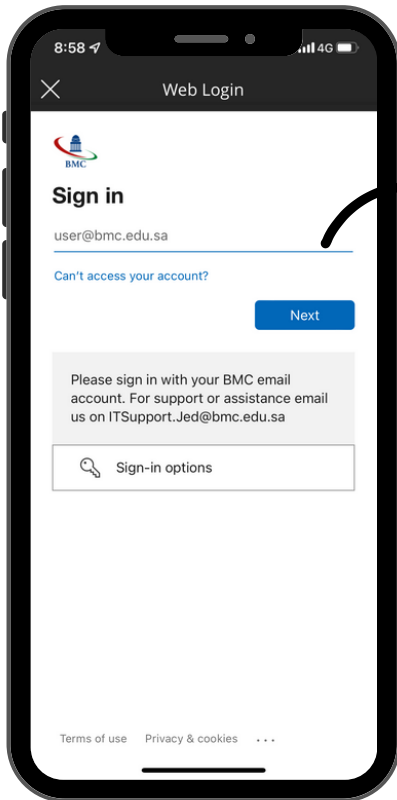 8:58
4G
Web Login
BMC
Sign in
user@bmc.edu.sa
Can't access your account?
Next
Please sign in with your BMC email
account. For support or assistance email
us on ITSupport.Jed@bmc.edu.sa
Sign-in options
Terms of use Privacy & cookies ...